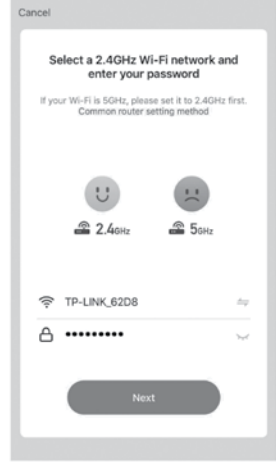 Cancel
Select a 2.4GHz Wi-Fi network and
enter your password
If your Wi-Fi is 5GHz, please set it to 2.4GHz first.
Common router setting method
2.4GHz 5GHz
TP-LINK_62D8
•••••••••
Next